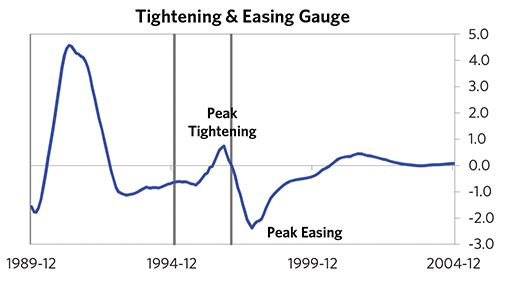 Tightening & Easing Gauge
5.0
4.0
3.0
2.0
1.0
0.0
-1.0
-2.0
-3.0
Peak
Tightening
Peak Easing
1989-12 1994-12 1999-12 2004-12